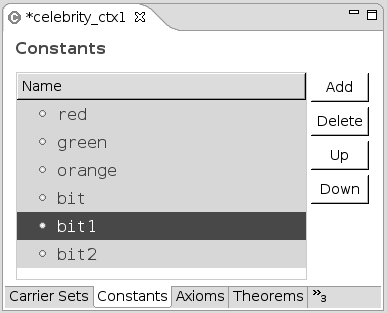 *celebrity_ctx1
Constants
Name
red
green
orange
bit
bit1
bit2
Add
Delete
Up
Down
Carrier Sets Constants Axioms Theorems »3